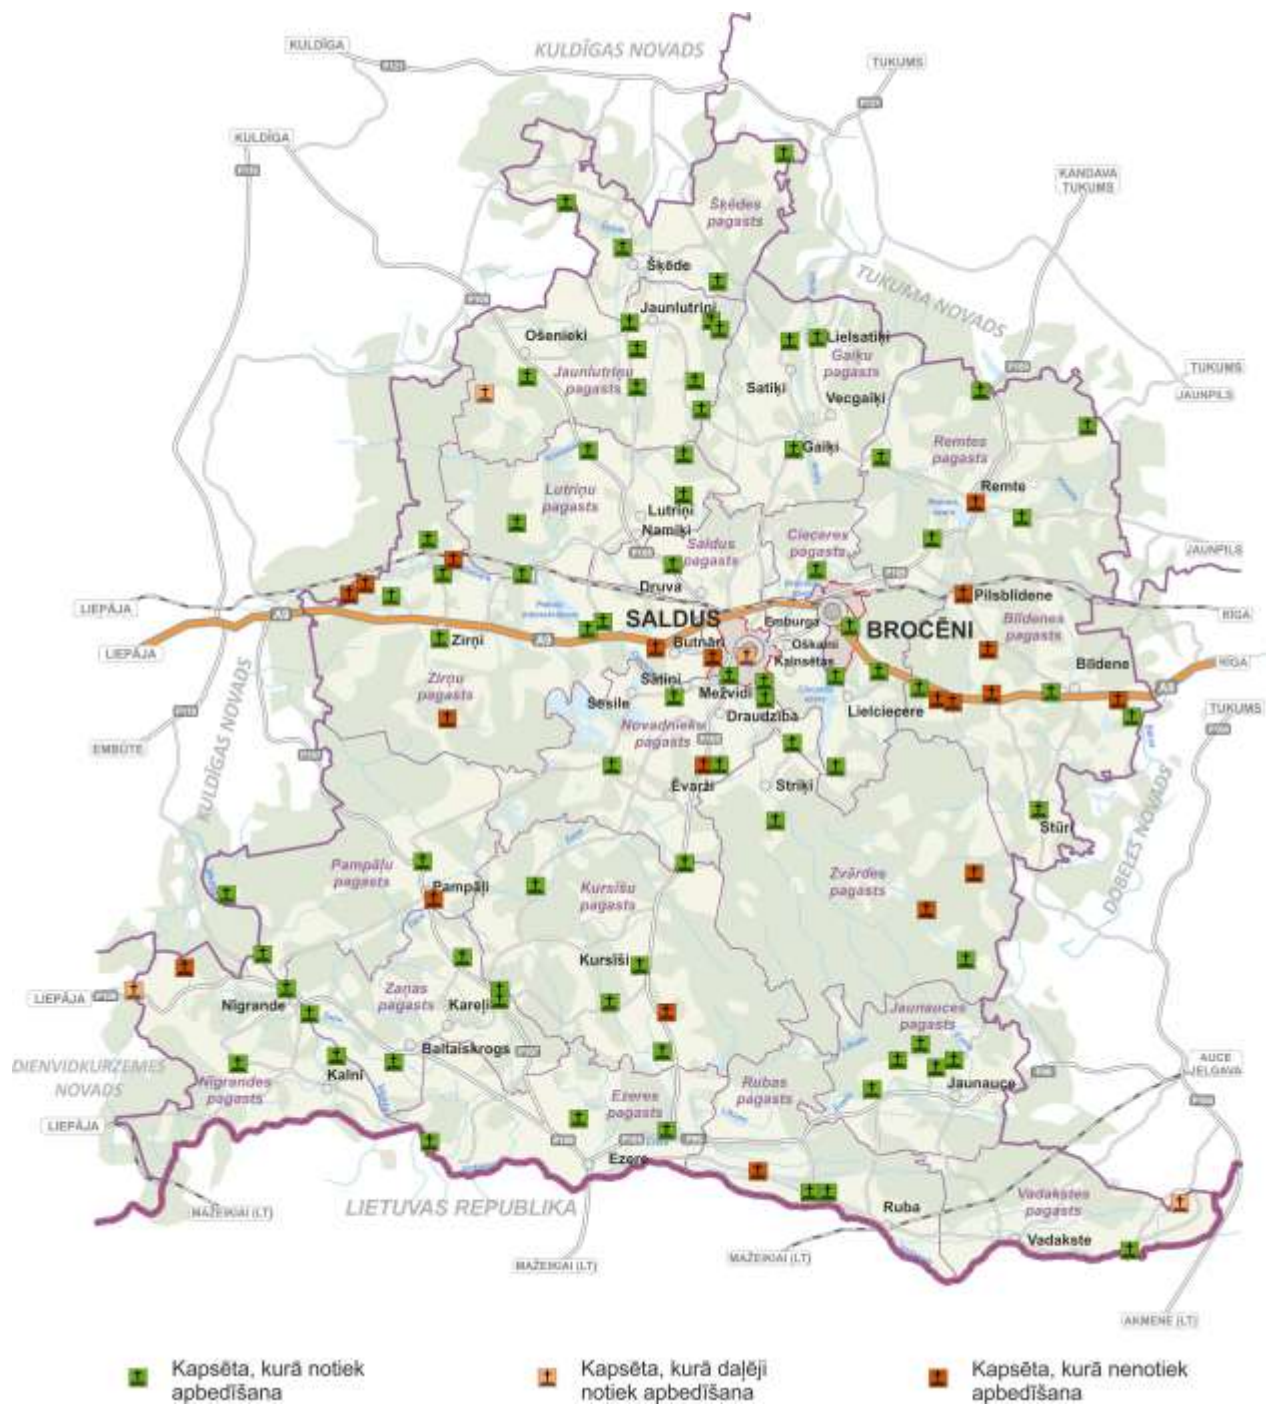 KULDĪGA
KULDĪGAS NOVADS
TUKUMS
KULDĪGA
KANDAVA
TUKUMS
Šķēdes
pagasts
Šķēde
TUKUMA NOVADS
Jaunlutriņi
Ošenieki
Lielsatiķi
Gaiķu
pagasts
Jaunlutriņu
pagasts
Satiķi
TUKUMS
JAUNPILS
Vecgaiķi
Remtes
pagasts
Gaiķi
Remte
Lutriņu
pagasts
Lutriņi
Namiķi
Saldus
pagasts
Cieceres
pagasts
JAUNPILS
Druva
LIEPĀJA
Pilsblīdene
RĪGA
A9
SALDUS
Emburga
BROCĒNI
Blīdenes
pagasts
Zirņi
A9
Butnāri
Oškalni
Kalnsētas
LIEPĀJA
Blīdene
RĪGA
A9
Zirņu
pagasts
Sātiņi
Sesile
Mežvidi
Draudzība
Lielciecere
Novadnieku
pagasts
TUKUMS
EMBŪTE
KULDĪGAS NOVADS
Ēvarži
Striķi
Stūri
DOBELES NOVADS
Pampāļu
pagasts
Pampāļi
Kursīšu
pagasts
Zvārdes
pagasts
Kursīši
LIEPĀJA
Nīgrande
Zaņas
pagasts
Kareļi
Jaunauces
pagasts
Baltaiskrogs
DIENVIDKURZEMES
NOVADS
Kalni
Nīgrandes
pagasts
Ezeres
pagasts
Rubas
pagasts
Jaunauce
AUCE
JELGAVA
LIEPĀJA
Ezere
MAŽEIKIAI (LT)
LIETUVAS REPUBLIKA
Ruba
Vadakstes
pagasts
Vadakste
MAŽEIKIAI (LT)
MAŽEIKIAI (LT)
AKMENE (LT)
Kapsēta, kurā notiek
apbedīšana
Kapsēta, kurā daļēji
notiek apbedīšana
Kapsēta, kurā nenotiek
apbedīšana